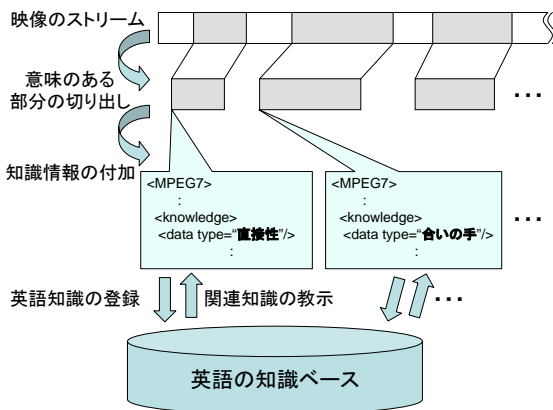 映像のストリーム
意味のある
部分の切り出し
...
知識情報の付加
<MPEG7>
:
<knowledge>
<data type="直接性"/>
:
<MPEG7>
:
<knowledge>
<data type="合いの手"/>
:
...
英語知識の登録
関連知識の教示
...
英語の知識ベース